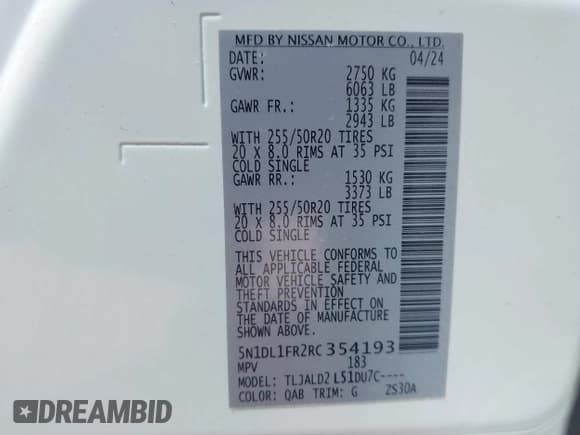 MFD BY NISSAN MOTOR CO., LTD.
DATE: 04/24
GVWR: 2750 KG
6063 LB
GAWR FR.: 1335 KG
2943 LB
WITH 255/50R20 TIRES
20 X 8.0 RIMS AT 35 PSI
COLD SINGLE
GAWR RR.: 1530 KG
3373 LB
WITH 255/50R20 TIRES
20 X 8.0 RIMS AT 35 PSI
COLD SINGLE
THIS VEHICLE CONFORMS TO
ALL APPLICABLE FEDERAL
MOTOR VEHICLE SAFETY AND
THEFT PREVENTION
STANDARDS IN EFFECT ON
THE DATE OF MANUFACTURE
SHOWN ABOVE.
5N1DL1FR2RC354193
MPV 183
MODEL: TLJALD2 L51DU7C----
COLOR: QAB TRIM: G ZS30A
DREAMBID